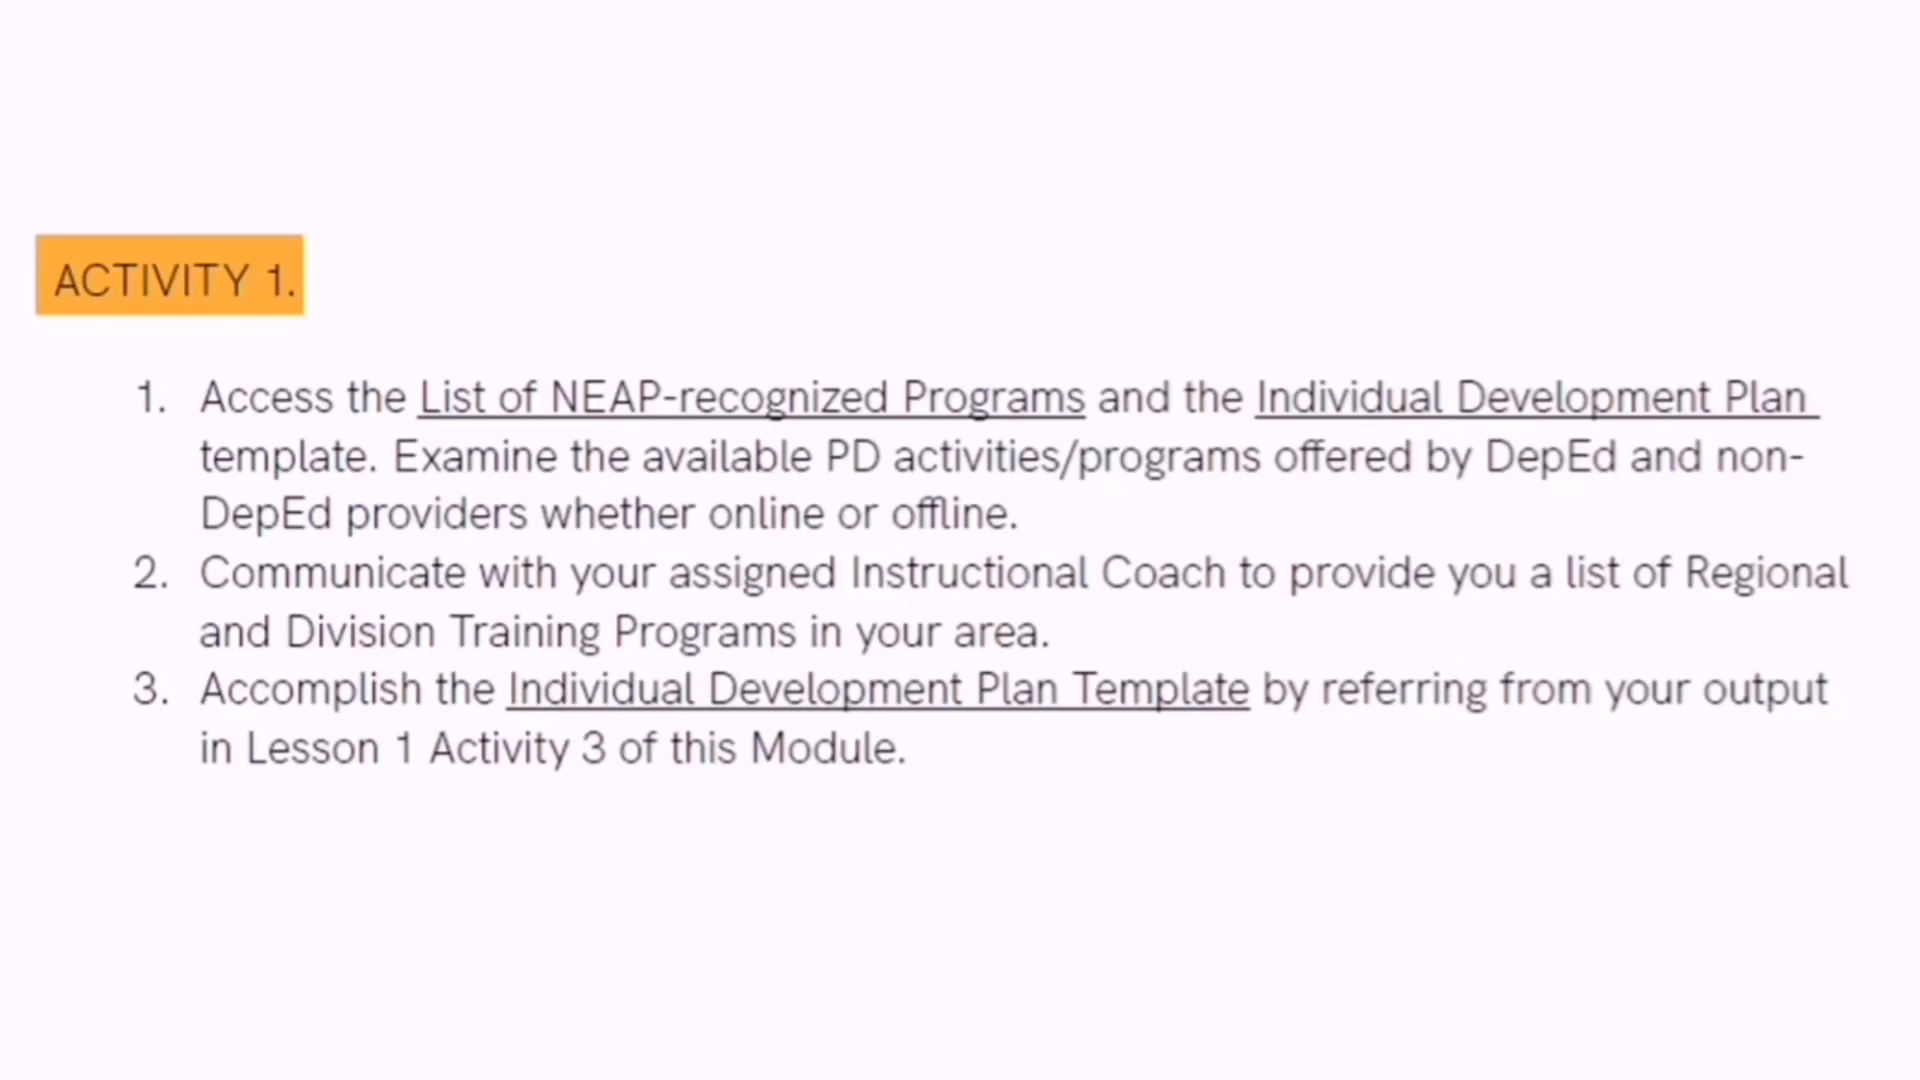 ACTIVITY 1.
1. Access the List of NEAP-recognized Programs and the Individual Development Plan
template. Examine the available PD activities/programs offered by DepEd and non-
DepEd providers whether online or offline.
2. Communicate with your assigned Instructional Coach to provide you a list of Regional
and Division Training Programs in your area.
3. Accomplish the Individual Development Plan Template by referring from your output
in Lesson 1 Activity 3 of this Module.